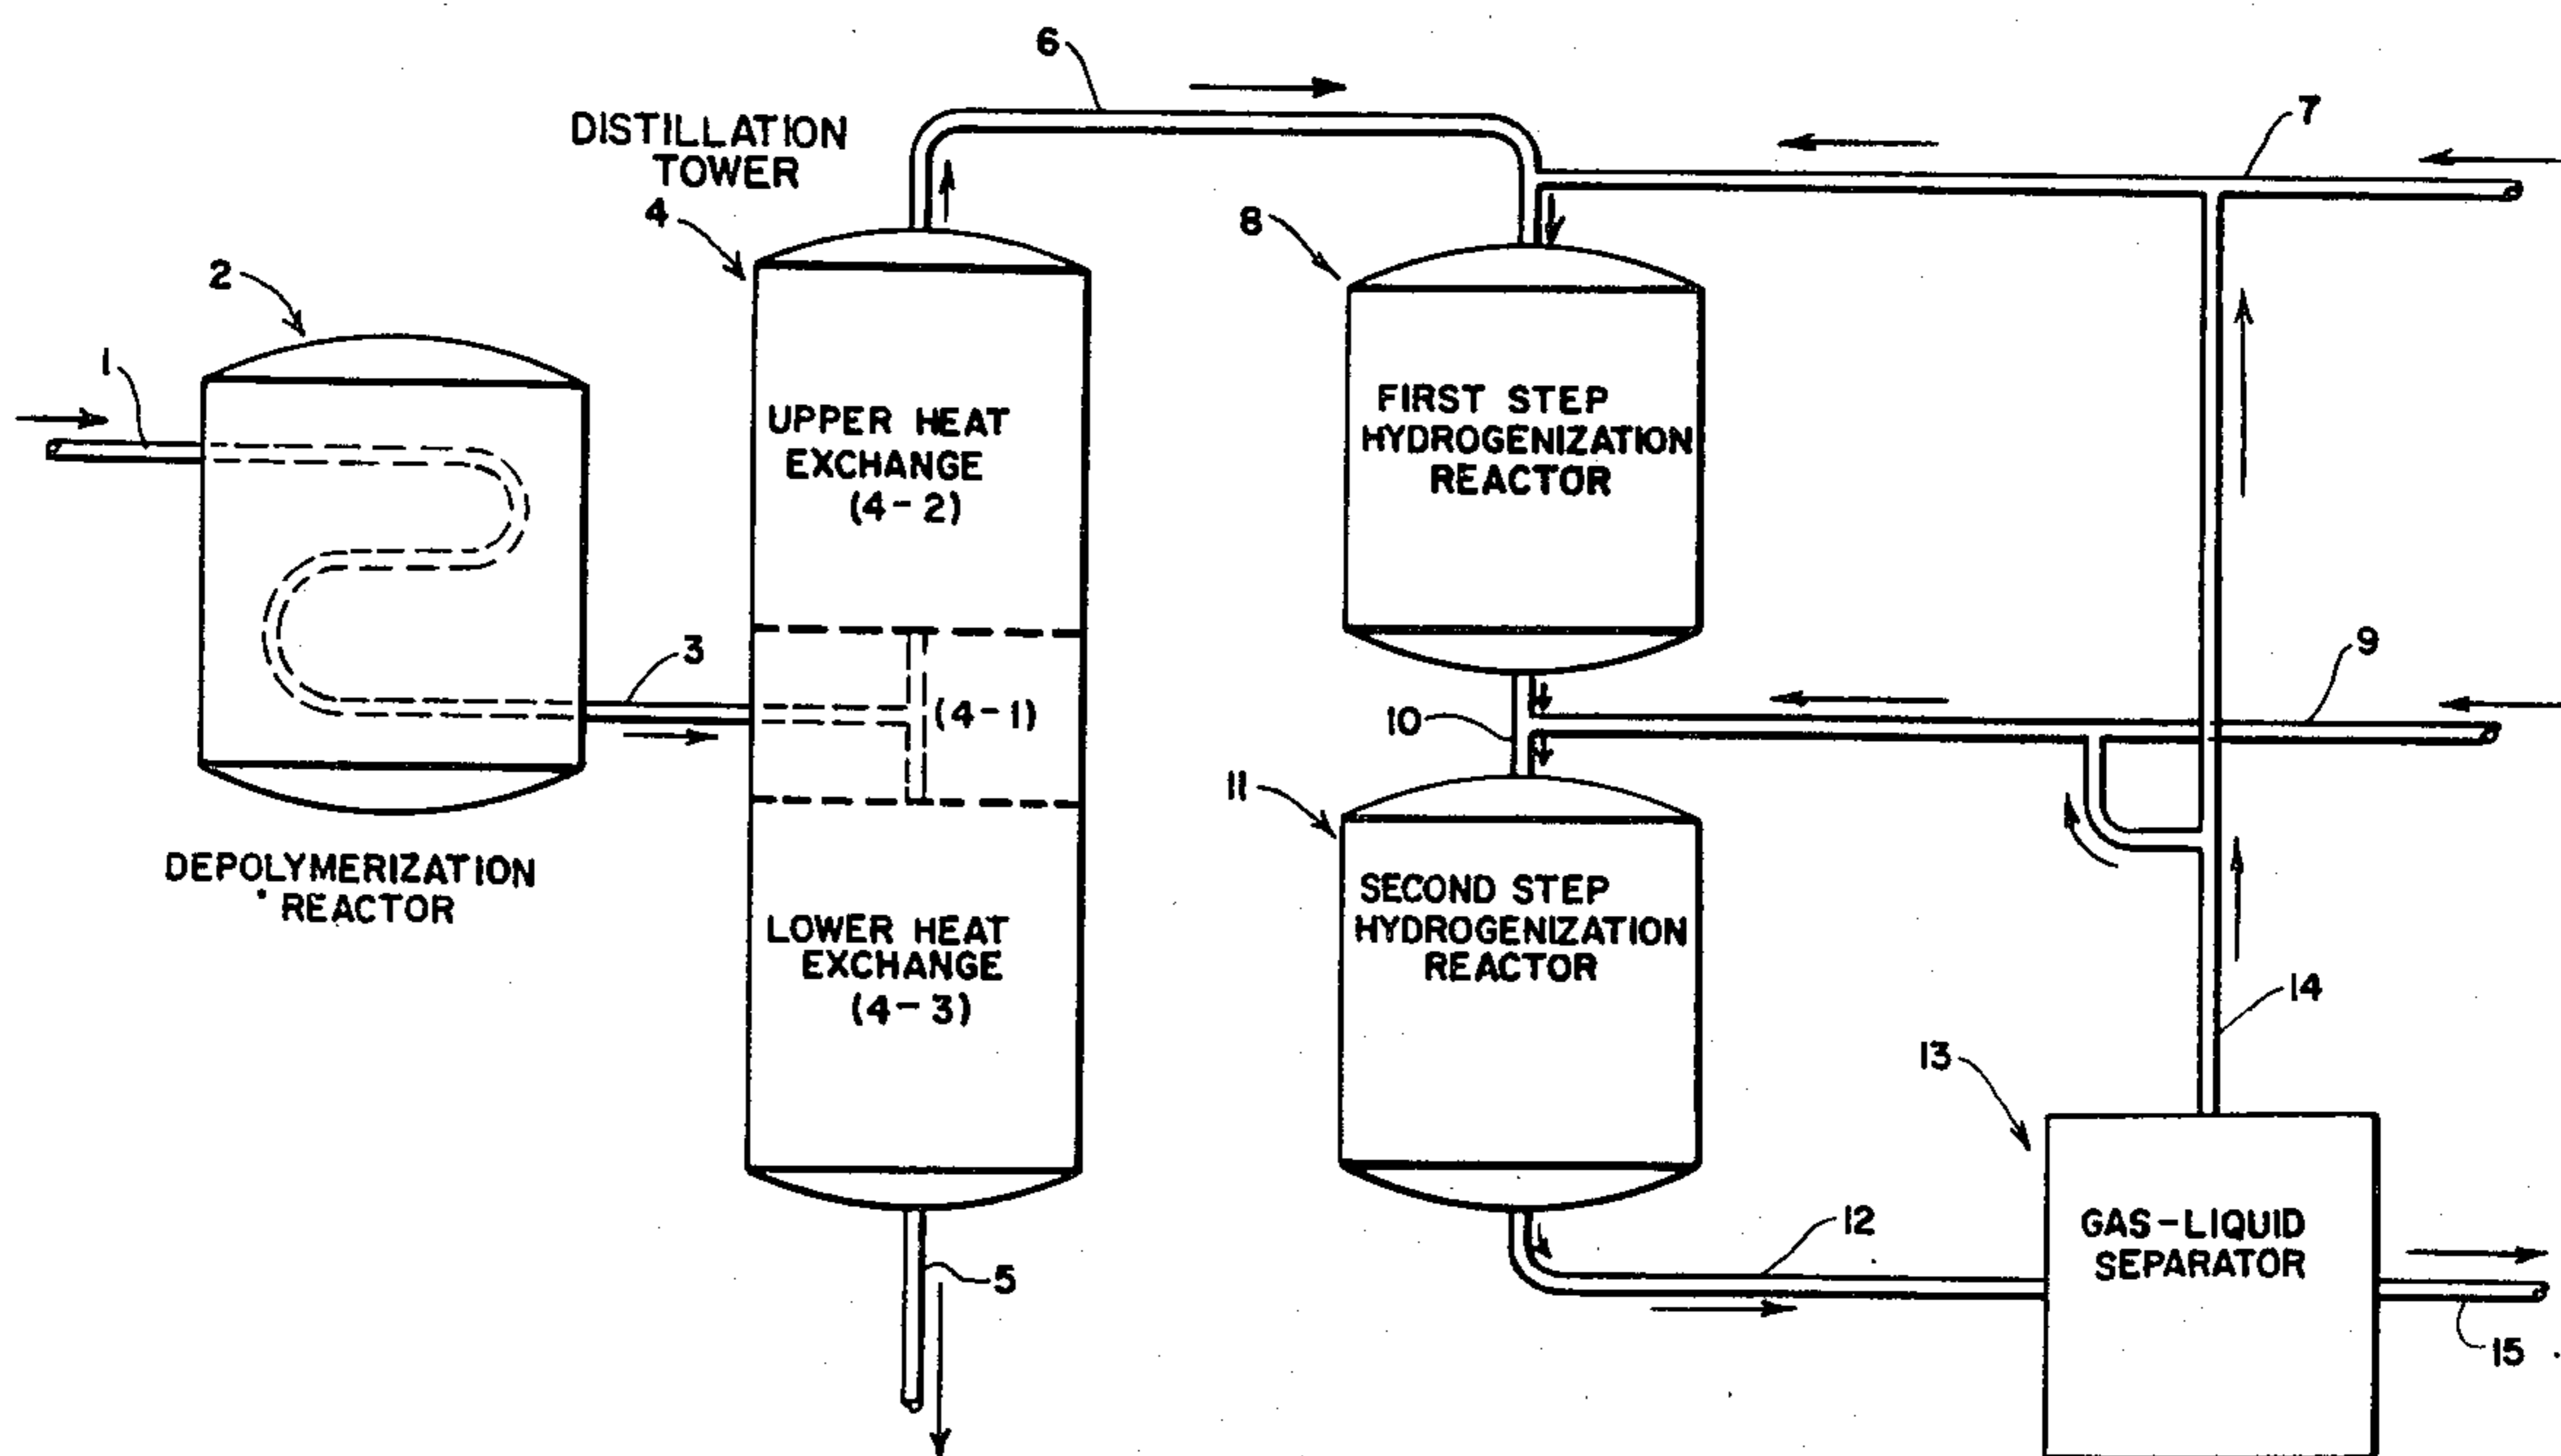 6
7
DISTILLATION
TOWER
4
8
2
1
UPPER HEAT
EXCHANGE
(4-2)
FIRST STEP
HYDROGENIZATION
REACTOR
3
(4-1)
9
10
11
DEPOLYMERIZATION
REACTOR
LOWER HEAT
EXCHANGE
(4-3)
SECOND STEP
HYDROGENIZATION
REACTOR
14
13
12
GAS-LIQUID
SEPARATOR
5
15